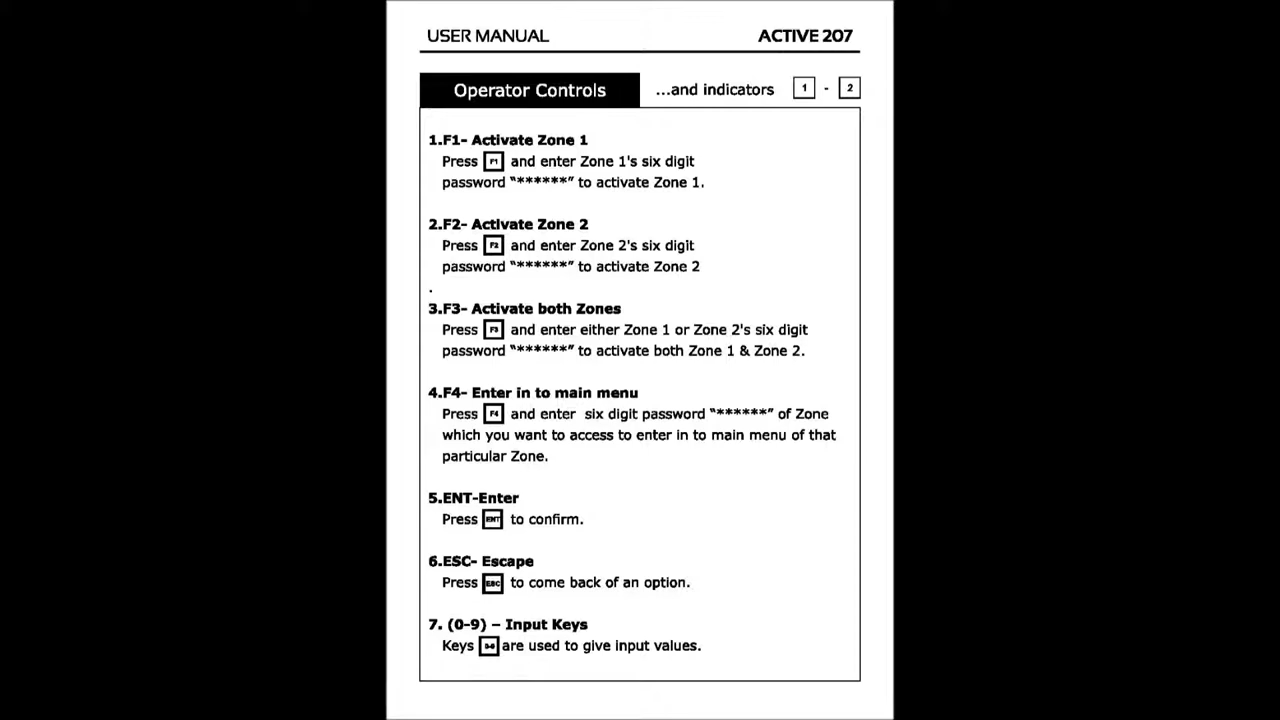 USER MANUAL ACTIVE 207
Operator Controls ...and indicators 1 - 2
1.F1- Activate Zone 1
Press F1 and enter Zone 1's six digit
password “******” to activate Zone 1.
2.F2- Activate Zone 2
Press F2 and enter Zone 2's six digit
password “******” to activate Zone 2
.
3.F3- Activate both Zones
Press F3 and enter either Zone 1 or Zone 2's six digit
password “******” to activate both Zone 1 & Zone 2.
4.F4- Enter in to main menu
Press F4 and enter six digit password “******” of Zone
which you want to access to enter in to main menu of that
particular Zone.
5.ENT-Enter
Press ENT to confirm.
6.ESC- Escape
Press ESC to come back of an option.
7. (0-9) – Input Keys
Keys 0-9 are used to give input values.